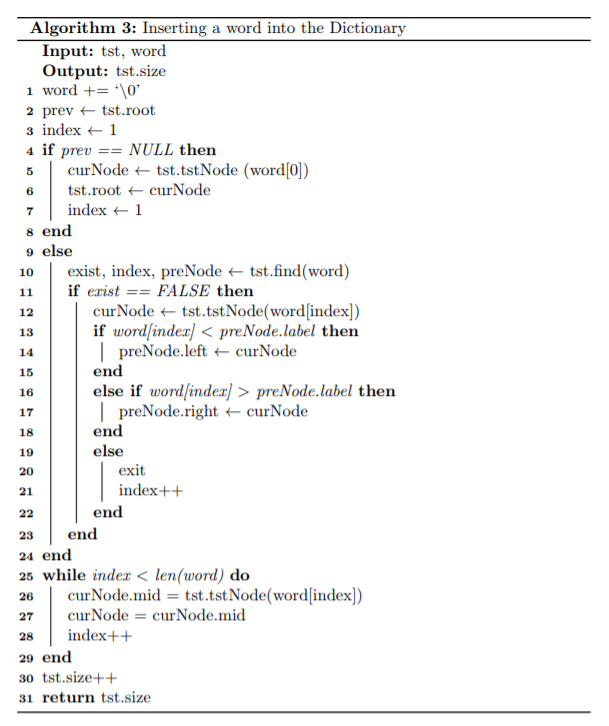 Algorithm 3: Inserting a word into the Dictionary
Input: tst, word
Output: tst.size
1 word += ‘\0’
2 prev ← tst.root
3 index ← 1
4 if prev == NULL then
5 curNode ← tst.tstNode (word[0])
6 tst.root ← curNode
7 index ← 1
8 end
9 else
10 exist, index, preNode ← tst.find(word)
11 if exist == FALSE then
12 curNode ← tst.tstNode(word[index])
13 if word[index] < preNode.label then
14 preNode.left ← curNode
15 end
16 else if word[index] > preNode.label then
17 preNode.right ← curNode
18 end
19 else
20 exit
21 index++
22 end
23 end
24 end
25 while index < len(word) do
26 curNode.mid = tst.tstNode(word[index])
27 curNode = curNode.mid
28 index++
29 end
30 tst.size++
31 return tst.size